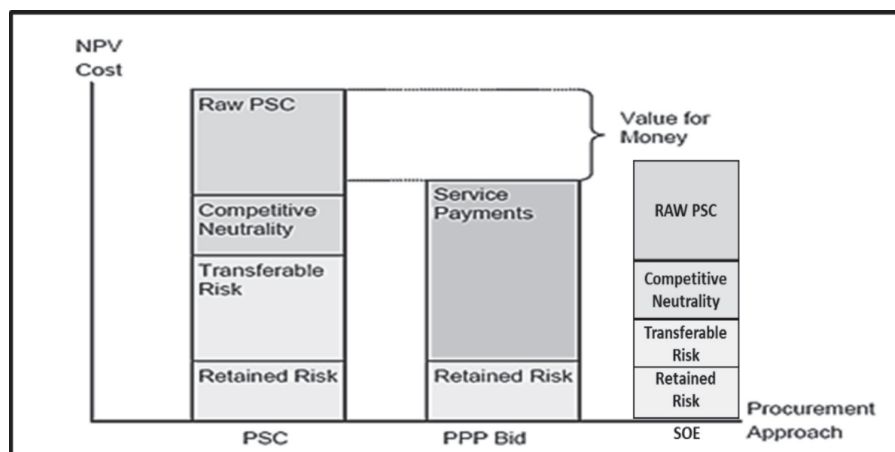 NPV
Cost
Raw PSC
Competitive
Neutrality
Transferable
Risk
Retained Risk
Service
Payments
Retained Risk
Value for
Money
RAW PSC
Competitive
Neutrality
Transferable
Risk
Retained
Risk
PSC
PPP Bid
SOE
Procurement
Approach